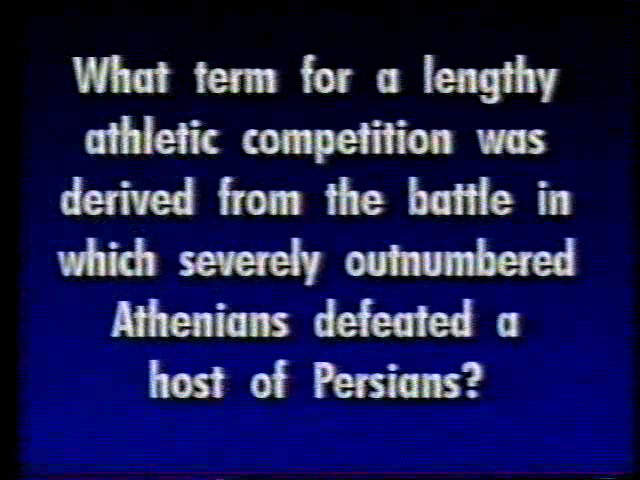 What term for a lengthy
athletic competition was
derived from the battle in
which severely outnumbered
Athenians defeated a
host of Persians?